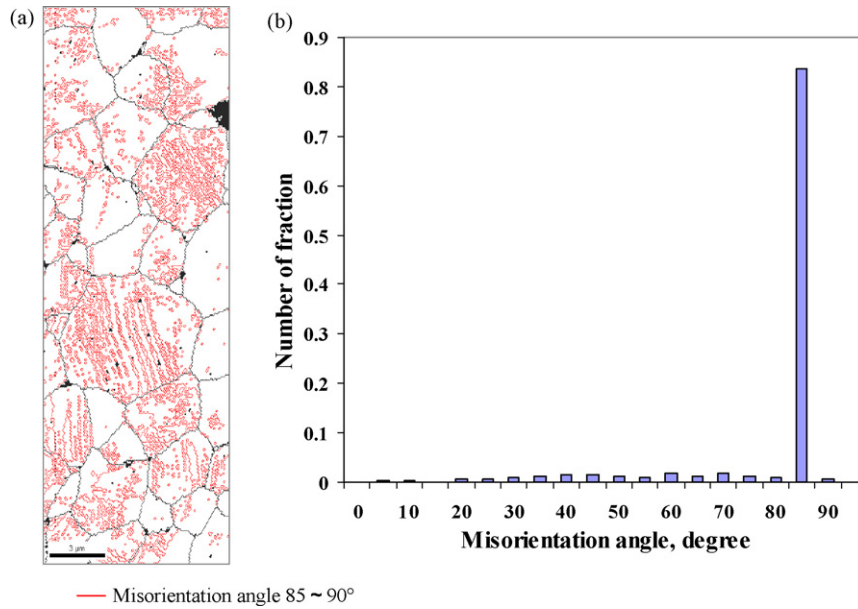 (a)
3 µm
Misorientation angle 85 ~ 90°
(b)
Number of fraction
0.9
0.8
0.7
0.6
0.5
0.4
0.3
0.2
0.1
0
0 10 20 30 40 50 60 70 80 90
Misorientation angle, degree